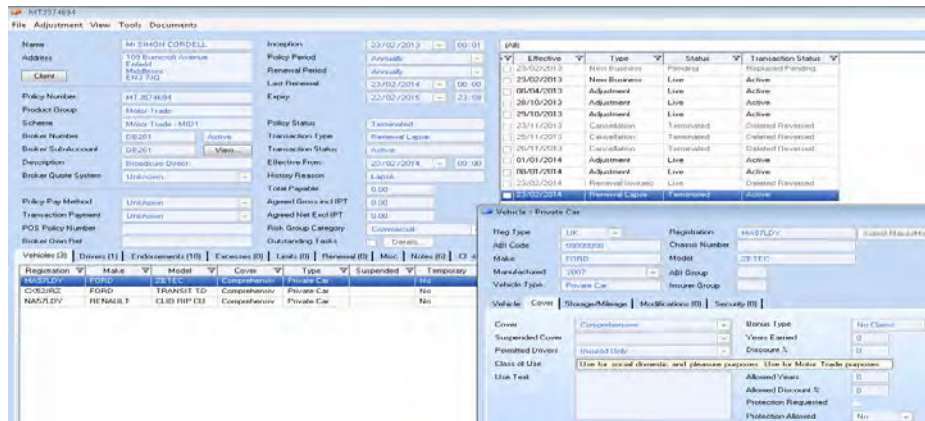 MT3574694
File Adjustment View Tools Documents
Name Mr SIMON CORDELL
Address 109 Burncroft Avenue
Enfield
Middlesex
EN3 7JQ
Client
Policy Number MT3574694
Product Group Motor Trade
Scheme Motor Trade - MID1
Broker Number DB261 Active
Broker SubAccount DB261 View...
Description Broadsure Direct
Broker Quote System Unknown
Policy Pay Method Unknown
Transaction Payment Unknown
POS Policy Number
Broker Own Ref
Inception 23/02/2013 00:01
Policy Period Annually
Renewal Period Annually
Last Renewal 23/02/2014 00:00
Expiry 22/02/2015 23:59
Policy Status Terminated
Transaction Type Renewal Lapse
Transaction Status Active
Effective From 23/02/2014 00:00
History Reason Lapse
Total Payable 0.00
Agreed Gross incl IPT 0.00
Agreed Net Excl IPT 0.00
Risk Group Category Commercial
Outstanding Tasks Details...
(All)
Effective Type Status Transaction Status
23/02/2013 New Business Pending Replaced Pending
23/02/2013 New Business Live Active
08/04/2013 Adjustment Live Active
28/10/2013 Adjustment Live Active
29/10/2013 Adjustment Live Active
23/11/2013 Cancellation Terminated Deleted Reversed
25/11/2013 Cancellation Terminated Deleted Reversed
26/11/2013 Cancellation Terminated Deleted Reversed
01/01/2014 Adjustment Live Active
08/01/2014 Adjustment Live Active
23/02/2014 Renewal Live Deleted Reversed
23/02/2014 Renewal Lapse Terminated Active
Vehicles (3) Drivers (1) Endorsements (10) Excesses (0) Limits (0) Renewal (0) Misc Notes (6)
Registration Make Model Cover Type Suspended Temporary
MA57LDY FORD ZETEC Comprehensiv Private Car No
CX52JRZ FORD TRANSIT TD Comprehensiv Private Car No
NA57LDY RENAULT CLIO RIP CU Comprehensiv Private Car No
Vehicle : Private Car
Reg Type UK Registration MA57LDY
ABI Code 99999999 Chassis Number
Make FORD Model ZETEC
Manufactured 2007 ABI Group
Vehicle Type Private Car Insurer Group
Vehicle Cover Storage/Mileage Modifications (0) Security (0)
Cover Comprehensive Bonus Type No Claims
Suspended Cover Years Earned 0
Permitted Drivers Insured Only Discount % 0
Class of Use Use for social domestic and pleasure purposes. Use for Motor Trade purposes
Use Text Allowed Years 0
Allowed Discount % 0
Protection Requested
Protection Allowed No